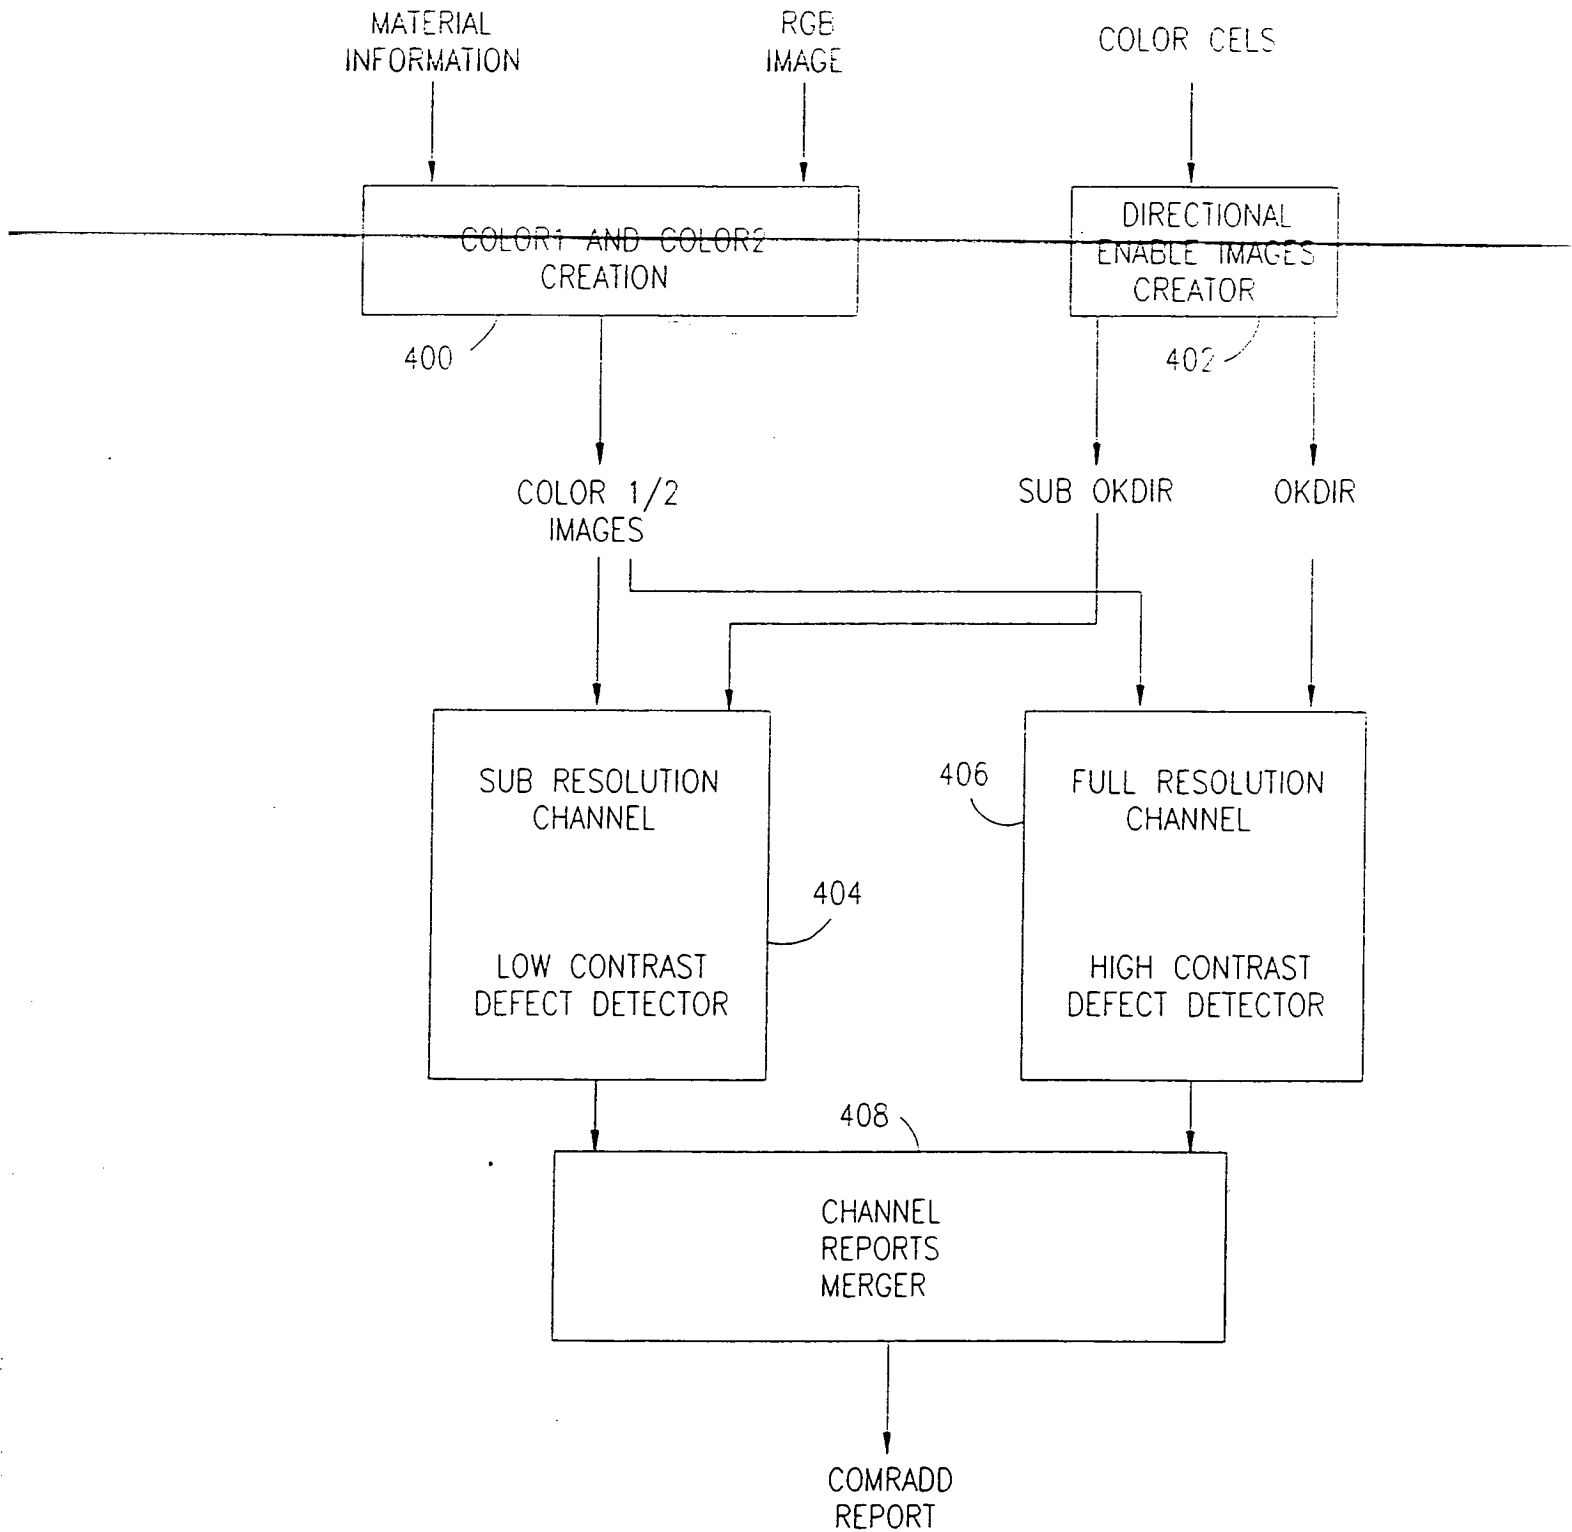 MATERIAL
INFORMATION
RGB
IMAGE
COLOR CELS
COLOR1 AND COLOR2
CREATION
400
DIRECTIONAL
ENABLE IMAGES
CREATOR
402
COLOR 1/2
IMAGES
SUB OKDIR
OKDIR
SUB RESOLUTION
CHANNEL
LOW CONTRAST
DEFECT DETECTOR
404
406
FULL RESOLUTION
CHANNEL
HIGH CONTRAST
DEFECT DETECTOR
408
CHANNEL
REPORTS
MERGER
COMRADD
REPORT